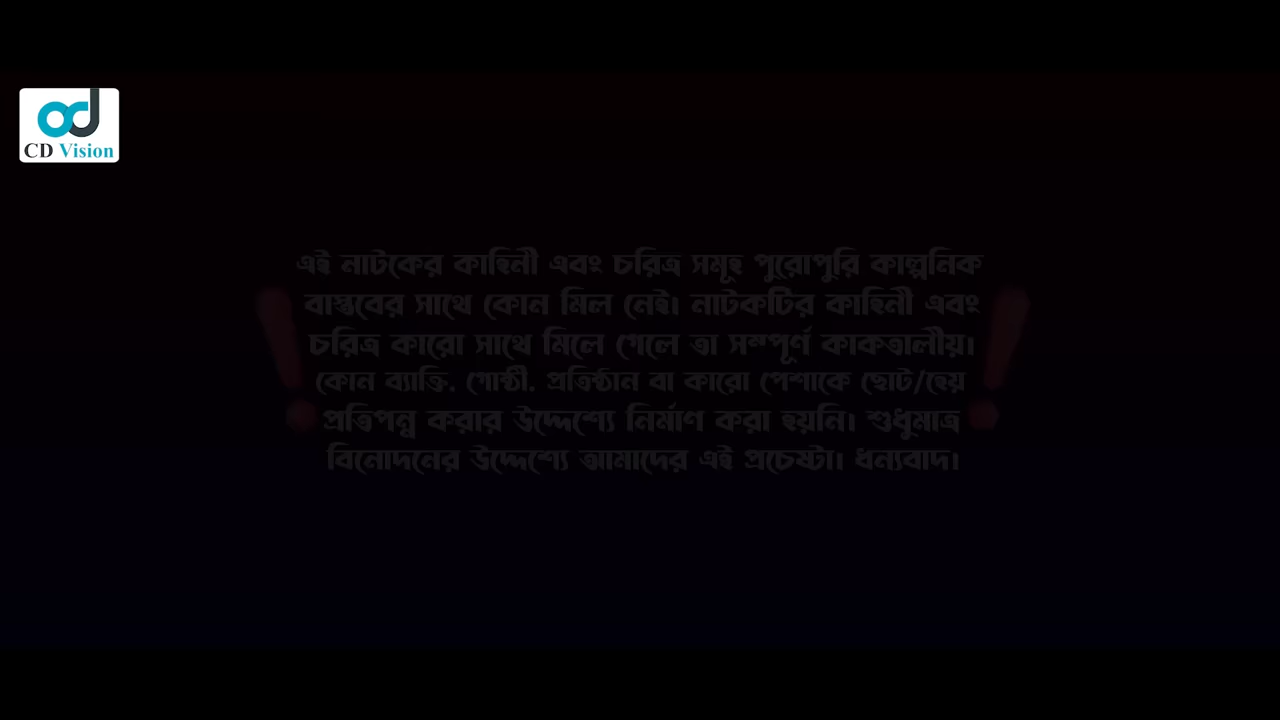 CD Vision
এই নাটকের কাহিনী এবং চরিত্র সমূহ পুরোপুরি কাল্পনিক
বাস্তবের সাথে কোন মিল নেই। নাটকটির কাহিনী এবং
চরিত্র কারো সাথে মিলে গেলে তা সম্পূর্ণ কাকতালীয়।
কোন ব্যাক্তি, গোষ্ঠী, প্রতিষ্ঠান বা কারো পেশাকে ছোট/হেয়
প্রতিপন্ন করার উদ্দেশ্যে নির্মাণ করা হয়নি। শুধুমাত্র
বিনোদনের উদ্দেশ্যে আমাদের এই প্রচেষ্টা। ধন্যবাদ।